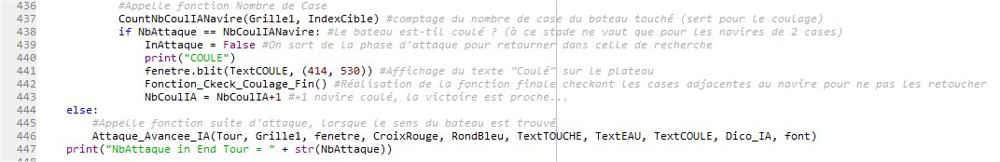 436 #Appelle fonction Nombre de Case
437 CountNbCoulIANavire(Grille1, IndexCible) #comptage du nombre de case du bateau touché (sert pour le coulage)
438 if NbAttaque == NbCoulIANavire: #Le bateau est-til coulé ? (à ce stade ne vaut que pour les navires de 2 cases)
439 InAttaque = False #On sort de la phase d'attaque pour retourner dans celle de recherche
440 print("COULE")
441 fenetre.blit(TextCOULE, (414, 530)) #Affichage du texte "Coulé" sur le plateau
442 Fonction_Ckeck_Coulage_Fin() #Réalisation de la fonction finale checkant les cases adjacentes au navire pour ne pas les retoucher
443 NbCoulIA = NbCoulIA+1 #+1 navire coulé, la victoire est proche...
444 else:
445 #Appelle fonction suite d'attaque, lorsque le sens du bateau est trouvé
446 Attaque_Avancee_IA(Tour, Grille1, fenetre, CroixRouge, RondBleu, TextTOUCHE, TextEAU, TextCOULE, Dico_IA, font)
447 print("NbAttaque in End Tour = " + str(NbAttaque))